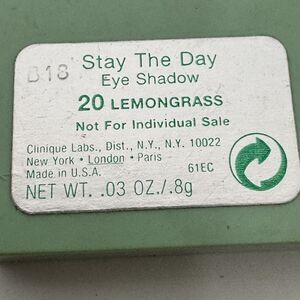 B18
Stay The Day
Eye Shadow
20 LEMONGRASS
Not For Individual Sale
Clinique Labs., Dist., N.Y., N.Y. 10022
New York · London · Paris
Made in U.S.A. 61EC
NET WT. .03 OZ./.8g